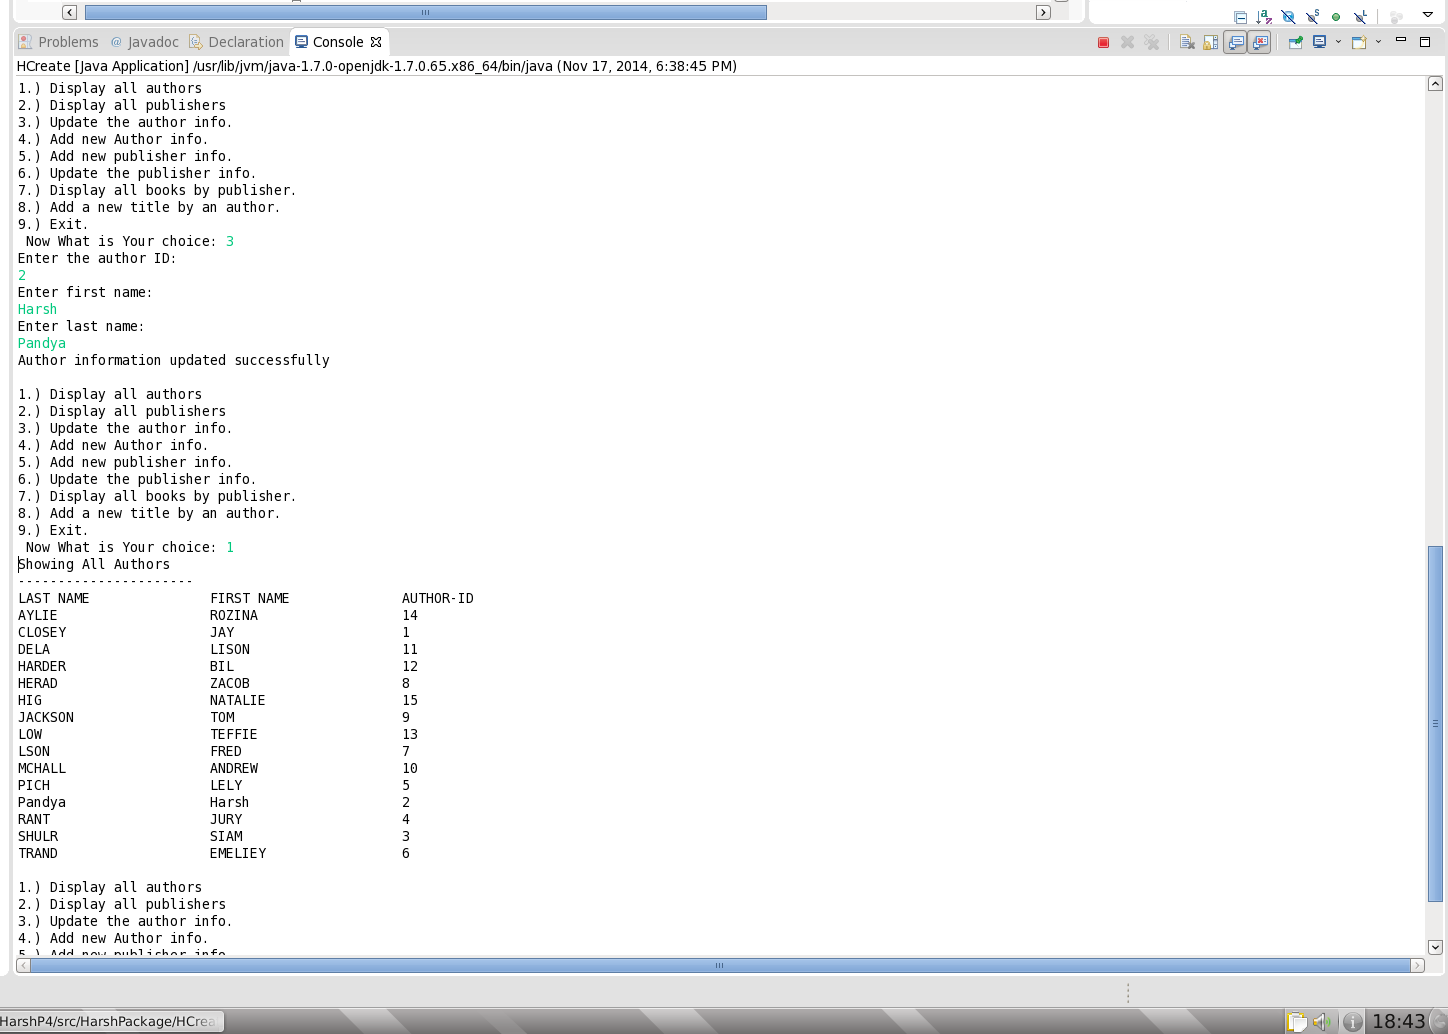 Problems @ Javadoc Declaration Console
HCreate [Java Application] /usr/lib/jvm/java-1.7.0-openjdk-1.7.0.65.x86_64/bin/java (Nov 17, 2014, 6:38:45 PM)
1.) Display all authors
2.) Display all publishers
3.) Update the author info.
4.) Add new Author info.
5.) Add new publisher info.
6.) Update the publisher info.
7.) Display all books by publisher.
8.) Add a new title by an author.
9.) Exit.
Now What is Your choice: 3
Enter the author ID:
2
Enter first name:
Harsh
Enter last name:
Pandya
Author information updated successfully
1.) Display all authors
2.) Display all publishers
3.) Update the author info.
4.) Add new Author info.
5.) Add new publisher info.
6.) Update the publisher info.
7.) Display all books by publisher.
8.) Add a new title by an author.
9.) Exit.
Now What is Your choice: 1
Showing All Authors
----------------------
LAST NAME FIRST NAME AUTHOR-ID
AYLIE ROZINA 14
CLOSEY JAY 1
DELA LISON 11
HARDER BIL 12
HERAD ZACOB 8
HIG NATALIE 15
JACKSON TOM 9
LOW TEFFIE 13
LSON FRED 7
MCHALL ANDREW 10
PICH LELY 5
Pandya Harsh 2
RANT JURY 4
SHULR SIAM 3
TRAND EMELIEY 6
1.) Display all authors
2.) Display all publishers
3.) Update the author info.
4.) Add new Author info.
5.) Add new publisher info.
HarshP4/src/HarshPackage/HCrea
18:43